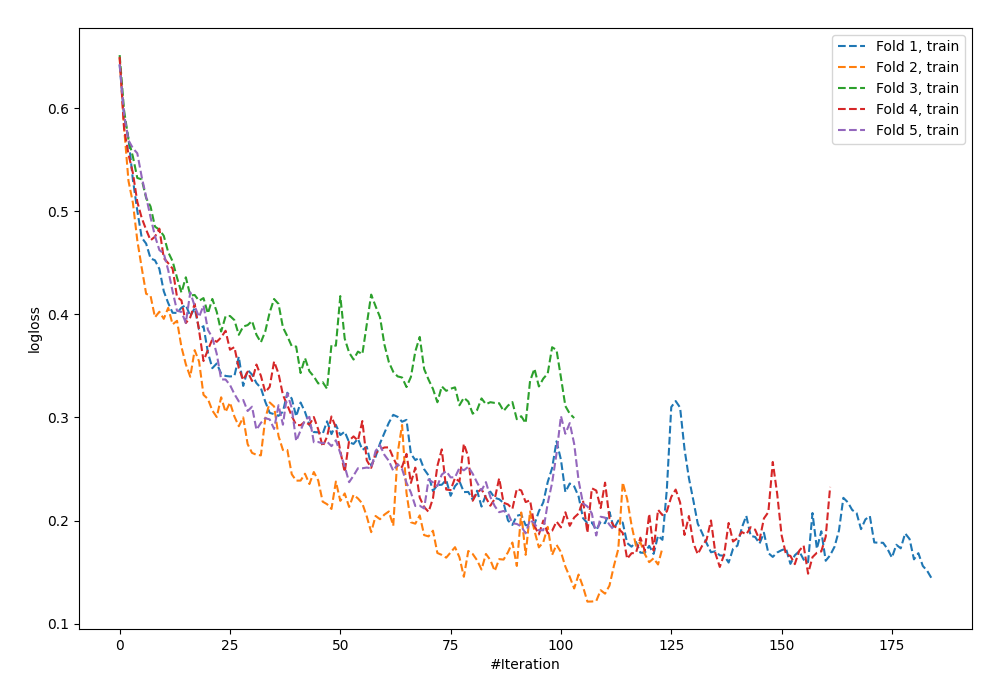 Fold 1, train
Fold 2, train
Fold 3, train
Fold 4, train
Fold 5, train
logloss
0.6
0.5
0.4
0.3
0.2
0.1
0 25 50 75 100 125 150 175
#Iteration